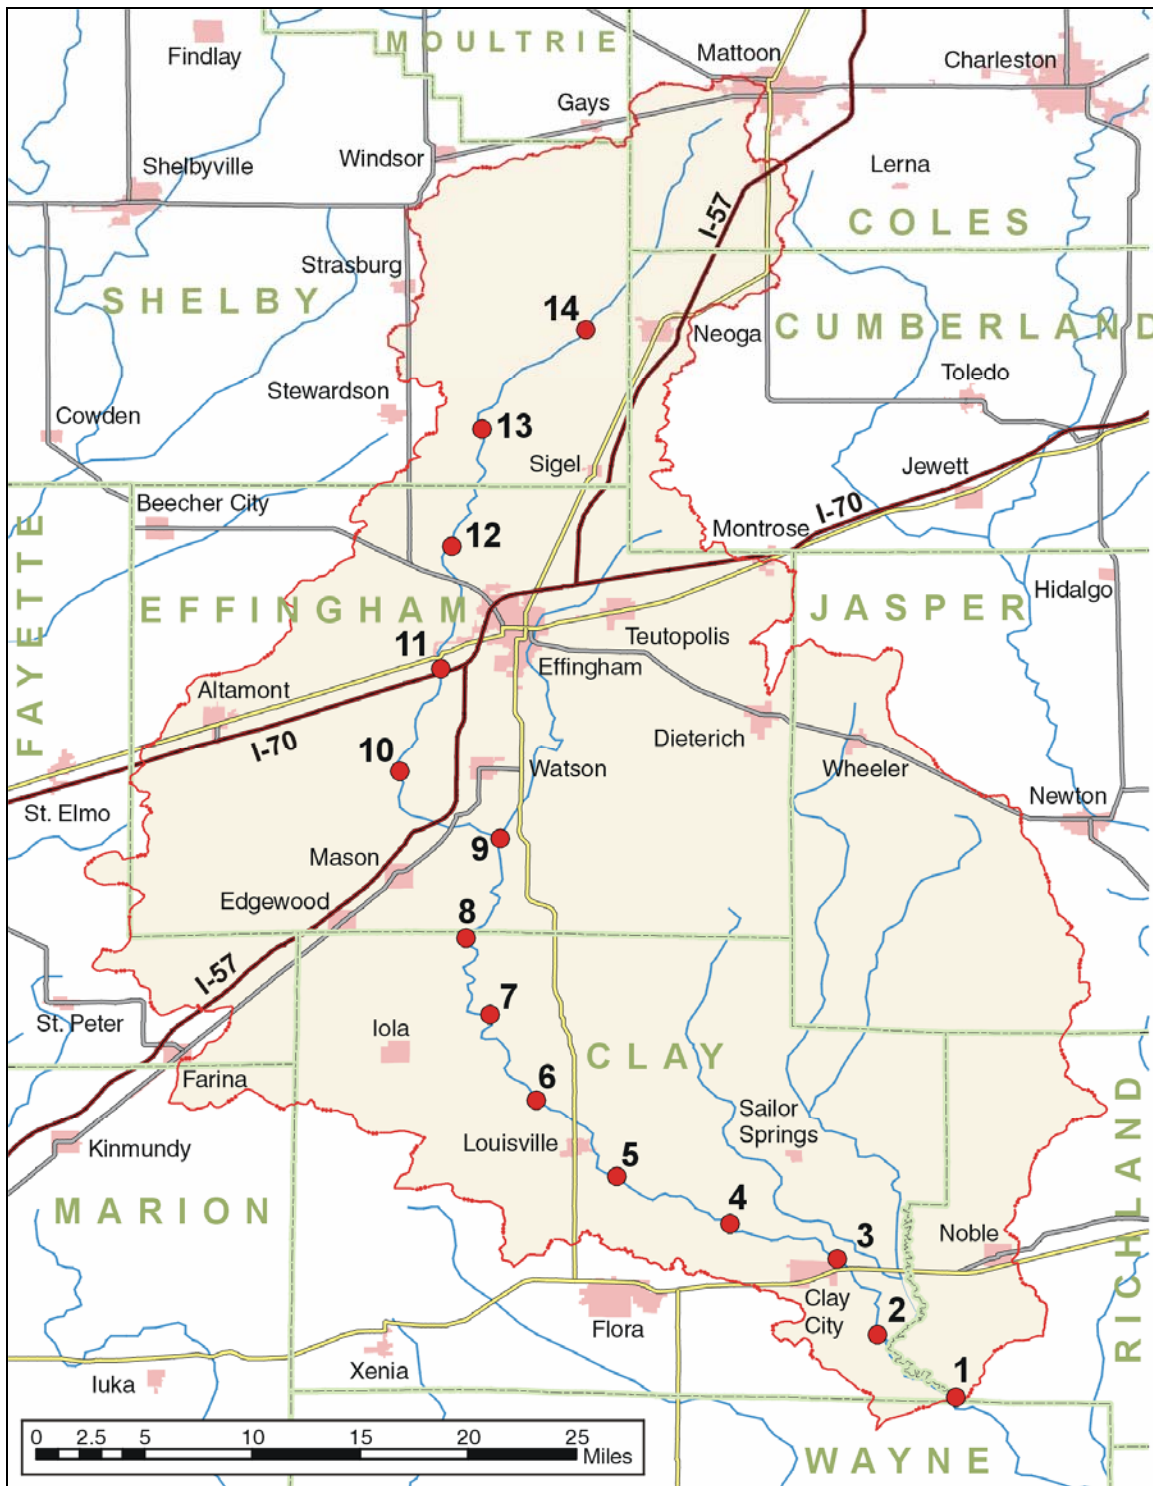 MOULTRIE
Mattoon
Findlay
Charleston
Gays
Windsor
Shelbyville
Lerna
I-57
COLES
Strasburg
SHELBY
14
Neoga
CUMBERLAND
Toledo
Stewardson
Cowden
13
Sigel
Jewett
Beecher City
I-70
Montrose
12
FAYETTE
Hidalgo
EFFINGHAM
JASPER
Teutopolis
11
Effingham
Altamont
Dieterich
I-70
10
Watson
Wheeler
St. Elmo
Newton
9
Mason
Edgewood
8
I-57
7
St. Peter
Iola
CLAY
Farina
6
Sailor
Springs
Louisville
Kinmundy
5
RICHLAND
MARION
4
3
Noble
Clay
City
2
Flora
Xenia
Iuka
1
0 2.5 5 10 15 20 25
Miles
WAYNE